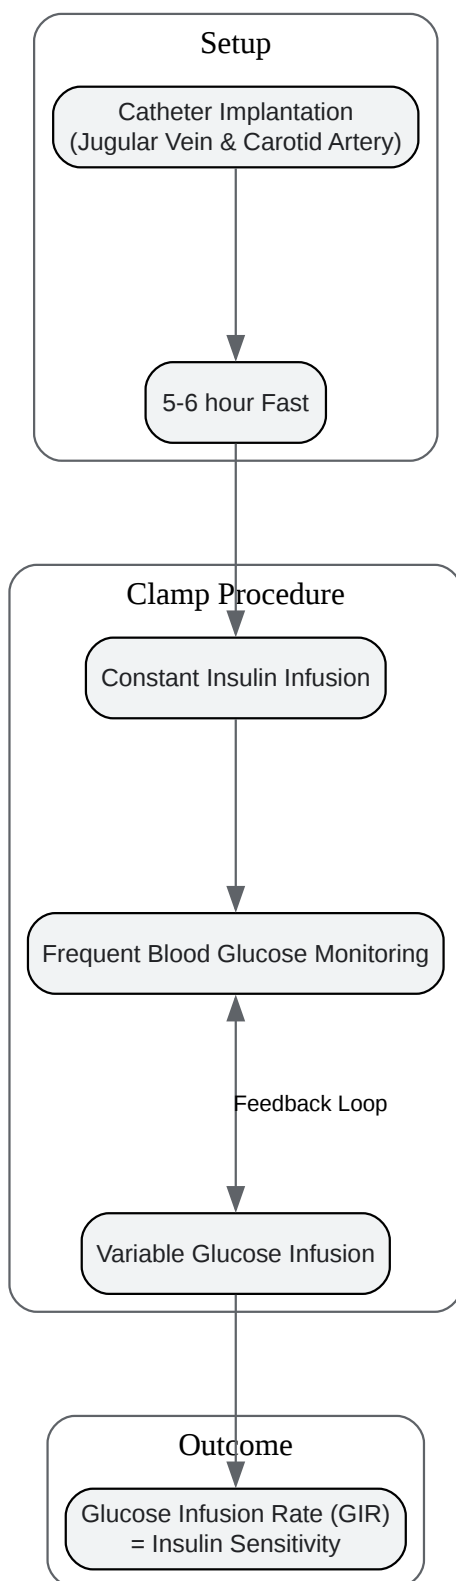 Setup
Catheter Implantation
(Jugular Vein & Carotid Artery)
5-6 hour Fast
Clamp Procedure
Constant Insulin Infusion
Frequent Blood Glucose Monitoring
Feedback Loop
Variable Glucose Infusion
Outcome
Glucose Infusion Rate (GIR)
= Insulin Sensitivity